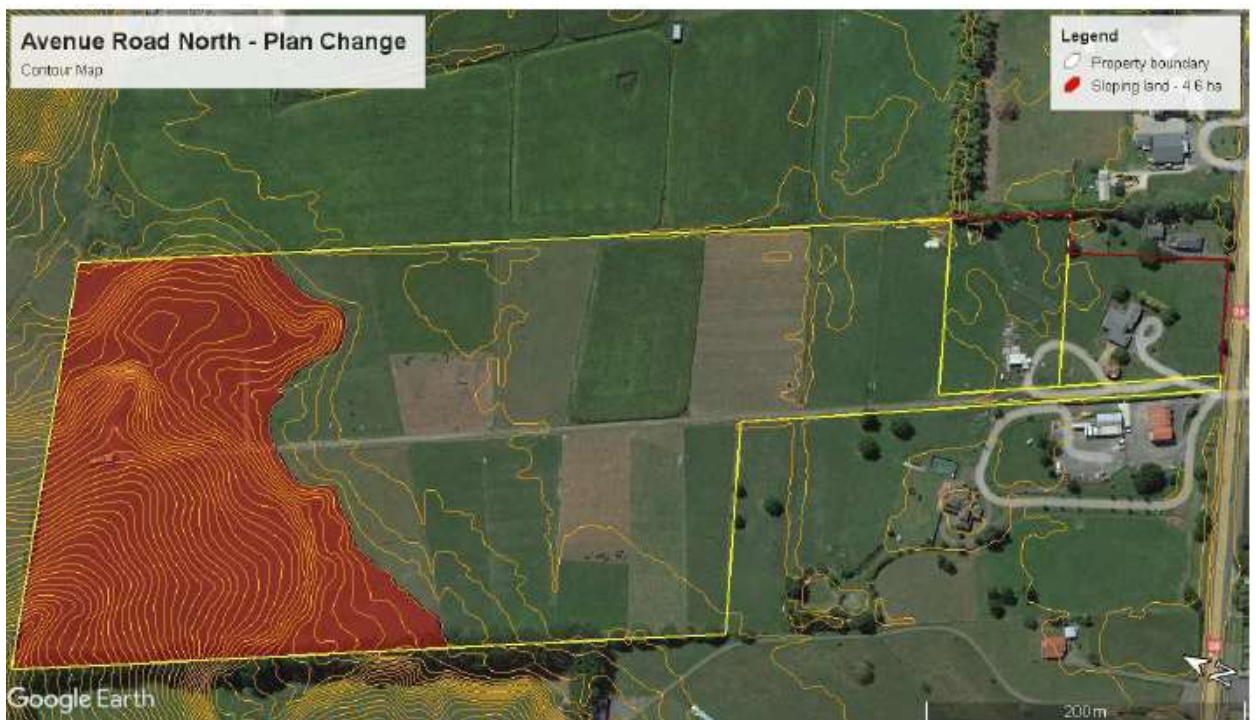 Avenue Road North - Plan Change
Contour Map
Legend
Property boundary
Sloping land - 4.6 ha
Google Earth
200 m